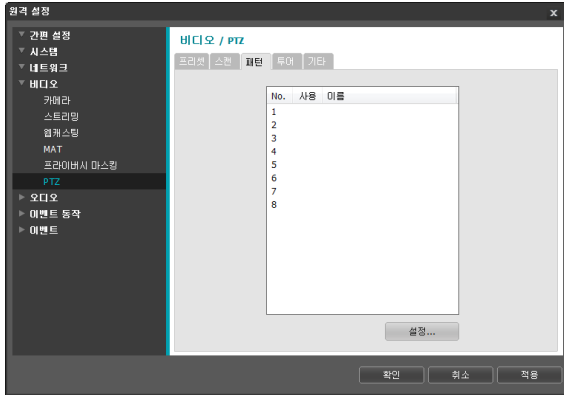 원격 설정
x
간편 설정
시스템
네트워크
비디오
카메라
스트리밍
웹캐스팅
MAT
프라이버시 마스킹
PTZ
오디오
이벤트 동작
이벤트
비디오 / PTZ
프리셋 스캔 패턴 투어 기타
No. 사용 이름
1
2
3
4
5
6
7
8
설정...
확인 취소 적용